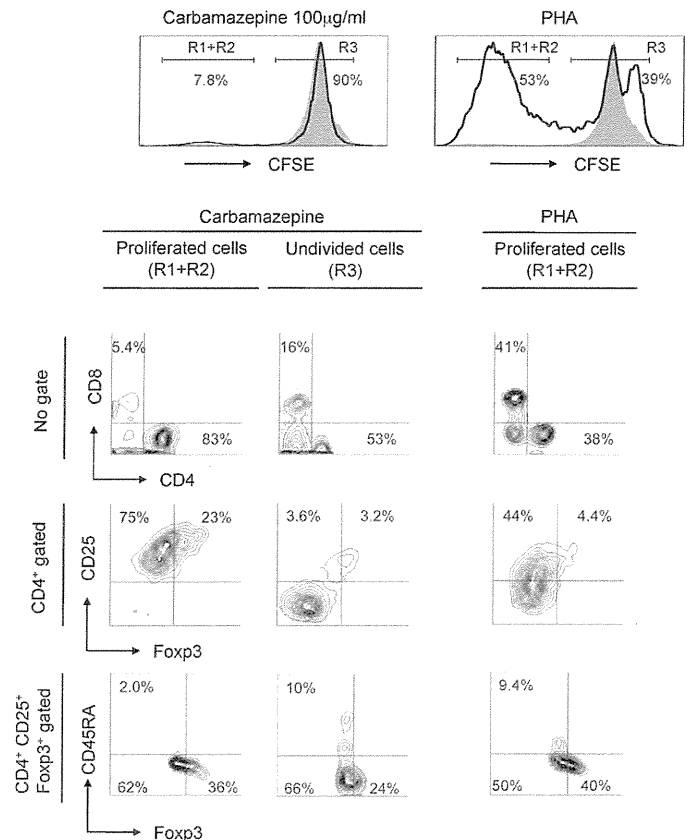 Carbamazepine 100µg/ml
PHA
R1+R2
R3
7.8%
90%
CFSE
R1+R2
R3
53%
39%
CFSE
Carbamazepine
PHA
Proliferated cells
(R1+R2)
Undivided cells
(R3)
Proliferated cells
(R1+R2)
No gate
CD8
5.4%
83%
16%
53%
41%
38%
CD4
CD4⁺ gated
CD25
75%
23%
3.6%
3.2%
44%
4.4%
Foxp3
CD4⁺ CD25⁺
Foxp3⁺ gated
CD45RA
2.0%
62%
36%
10%
66%
24%
9.4%
50%
40%
Foxp3